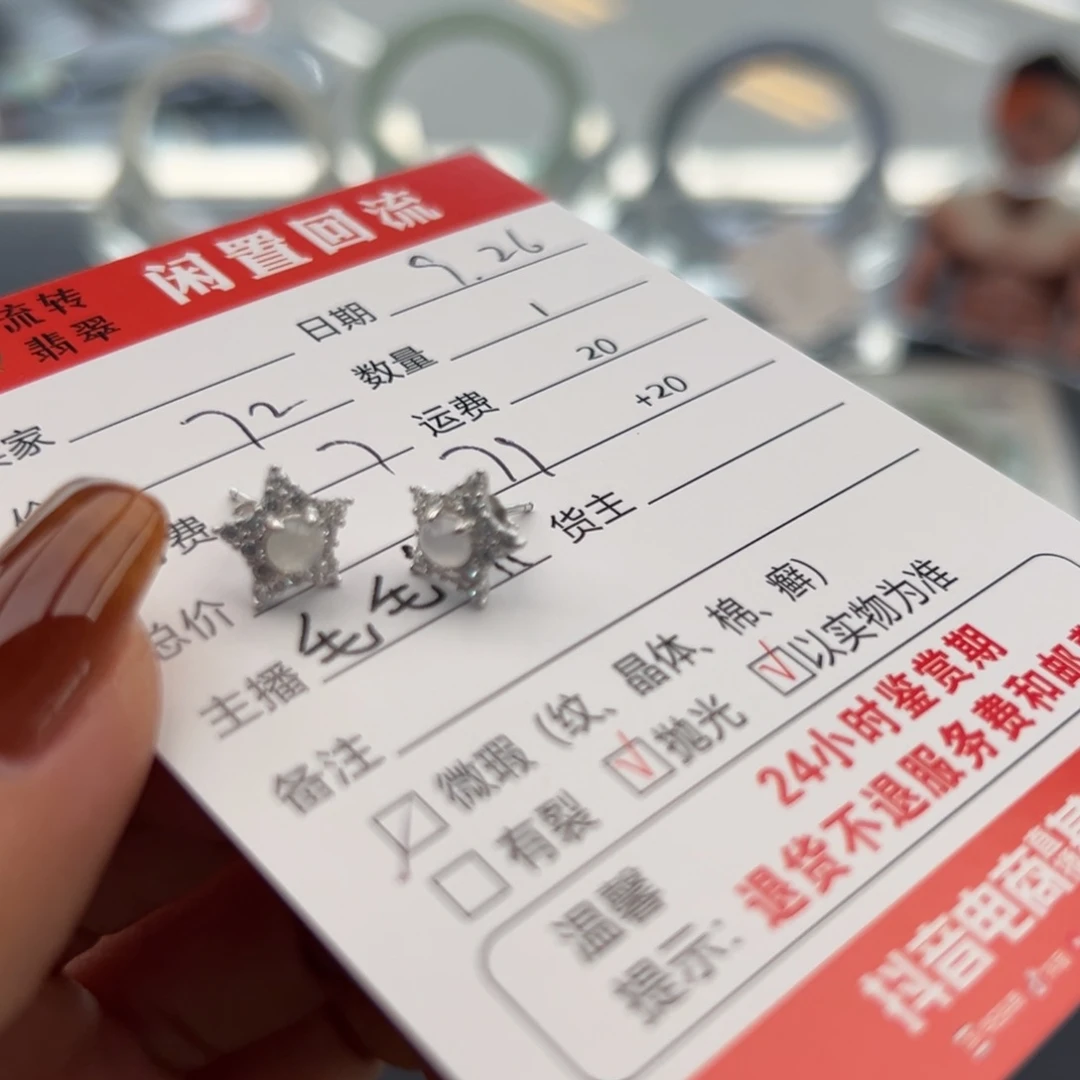 闲置回流
流转
翡翠
家 日期 9.26
价 72 数量 1
费 7 运费 20
总价 +20
主播 毛毛 货主
备注
微瑕（纹、晶体、棉、癣）
有裂 抛光 以实物为准
温馨
提示： 24小时鉴赏期
退货不退服务费和邮
抖音电商